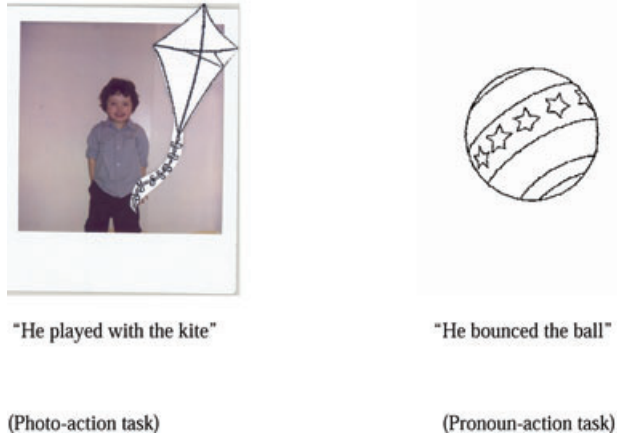 "He played with the kite"
"He bounced the ball"
(Photo-action task)
(Pronoun-action task)